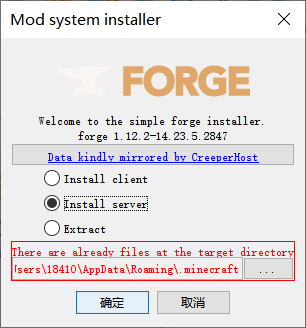 Mod system installer
FORGE
Welcome to the simple forge installer.
forge 1.12.2-14.23.5.2847
Data kindly mirrored by CreeperHost
Install client
Install server
Extract
There are already files at the target directory
Users\18410\AppData\Roaming\.minecraft
...
确定
取消